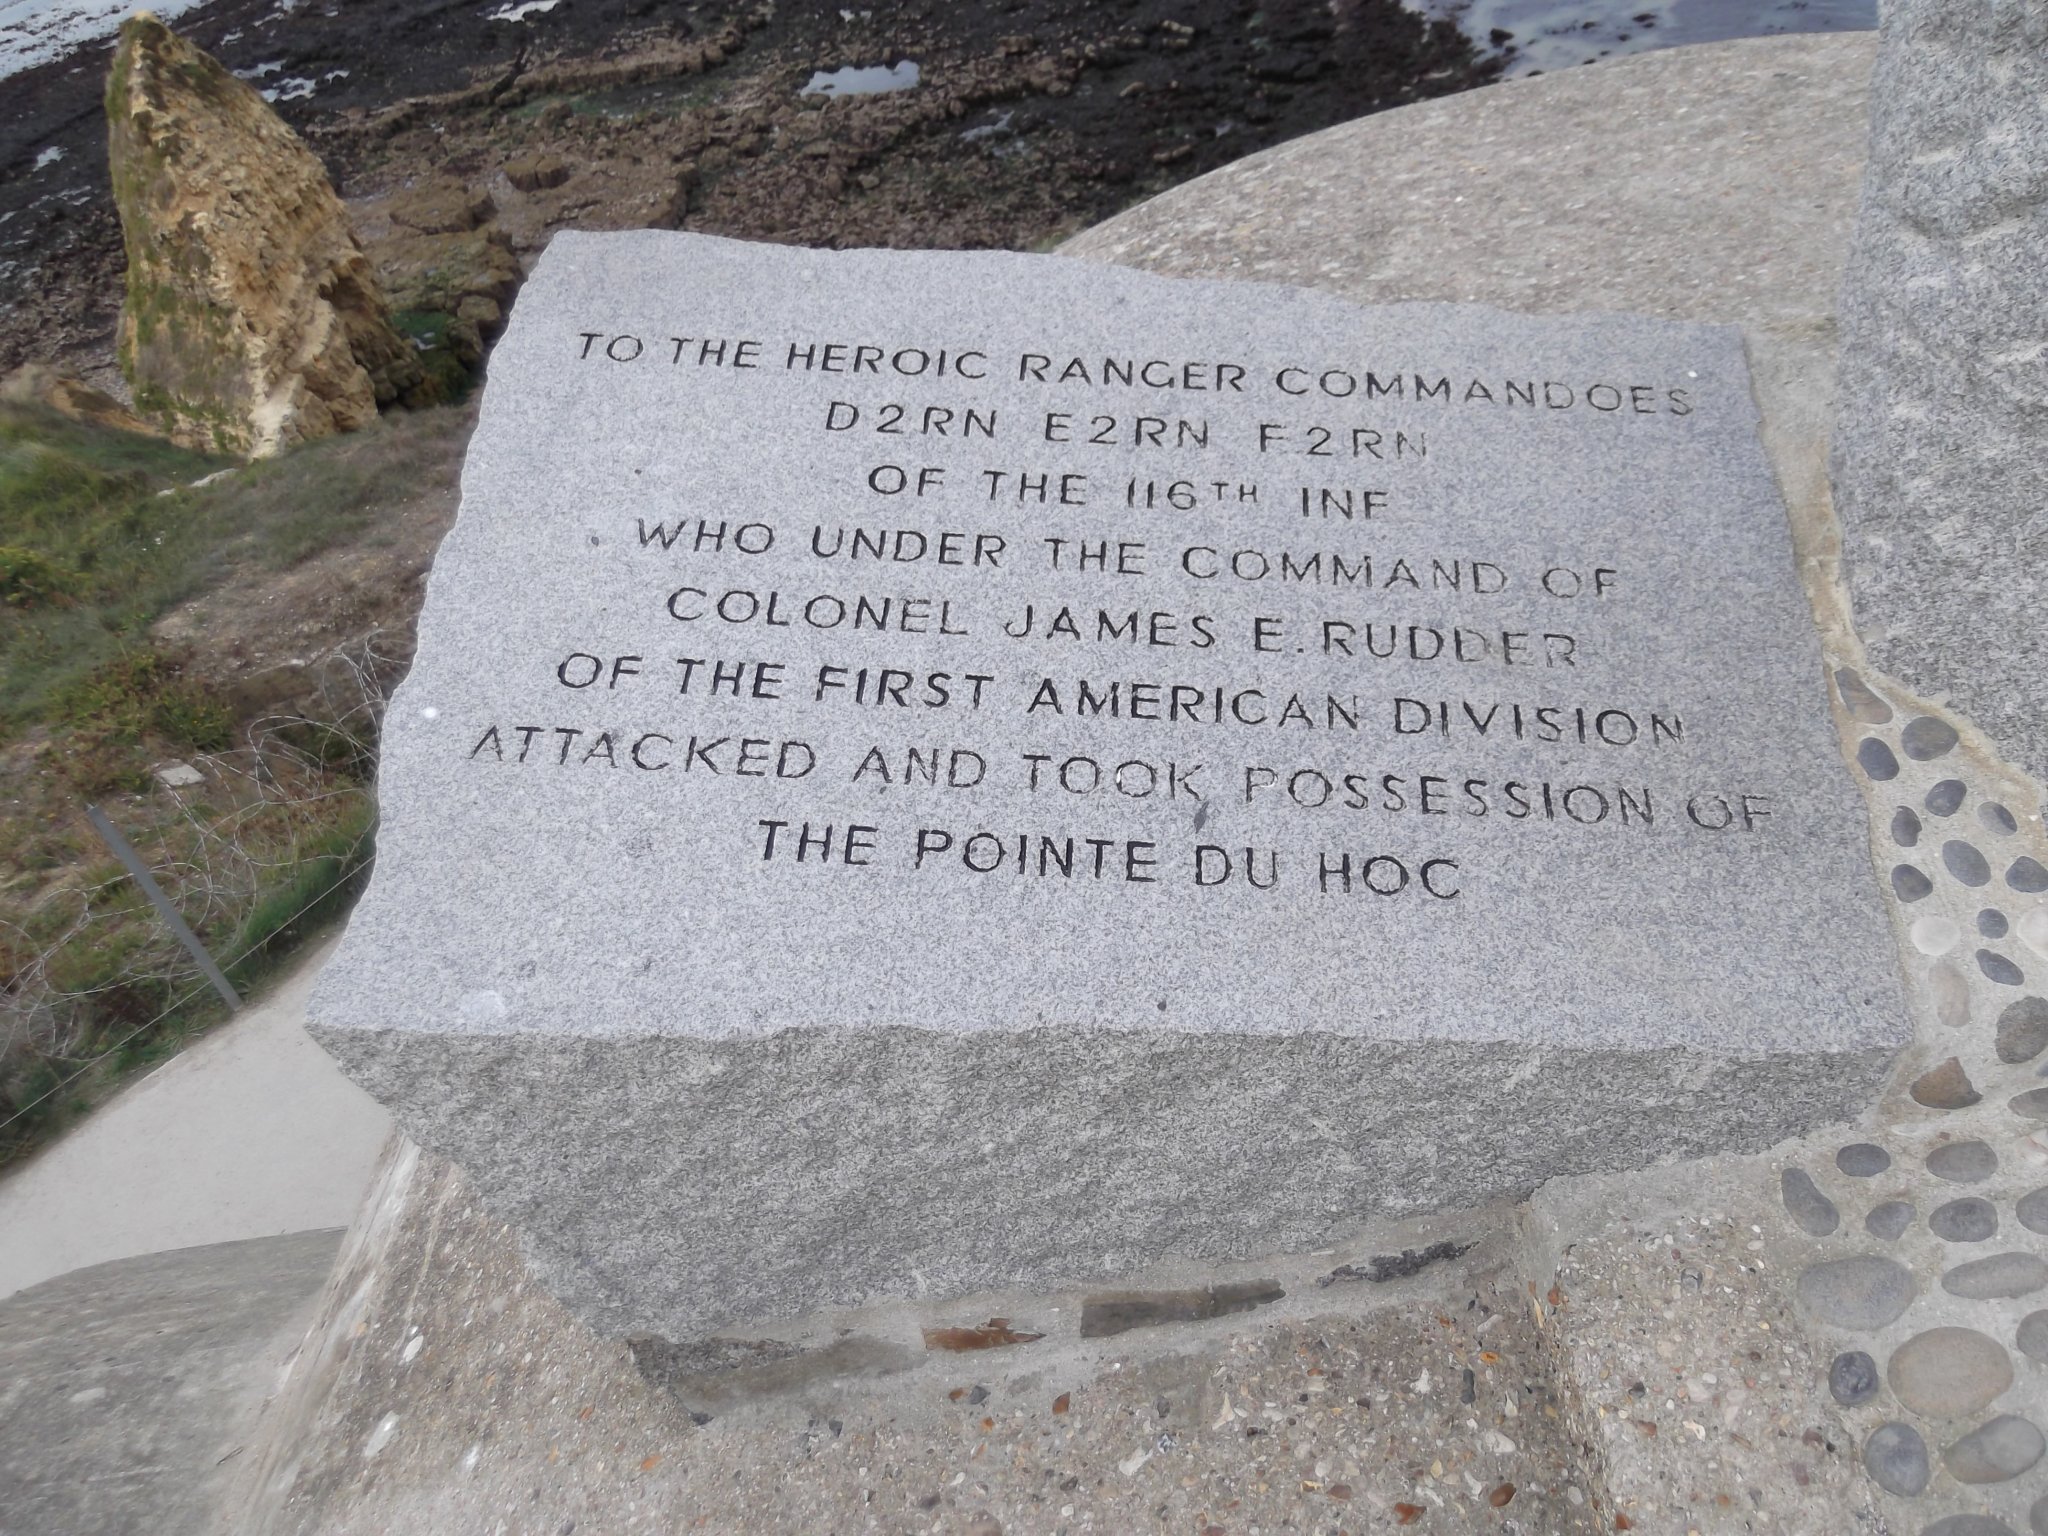 TO THE HEROIC RANGER COMMANDOES
D2RN E2RN F2RN
OF THE 116TH INF
WHO UNDER THE COMMAND OF
COLONEL JAMES E. RUDDER
OF THE FIRST AMERICAN DIVISION
ATTACKED AND TOOK POSSESSION OF
THE POINTE DU HOC